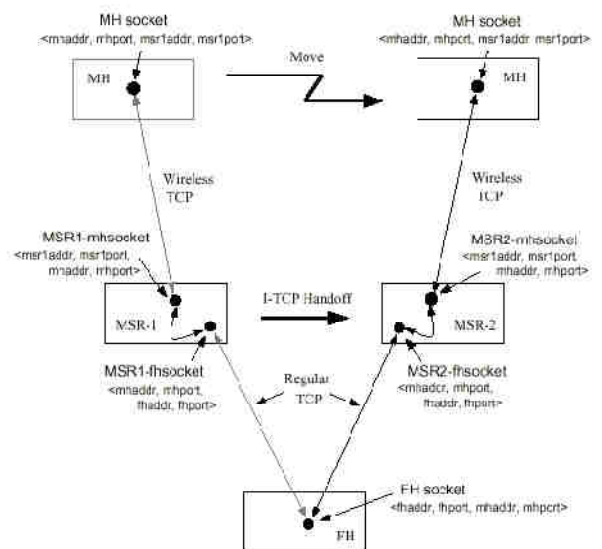 MH socket
<mhaddr, mhport, msr1addr, msr1port>
MH
Move
MH socket
<mhaddr, mhport, msr1addr, msr1port>
MH
Wireless
TCP
Wireless
TCP
MSR1-mhsocket
<msr1addr, msr1port,
mhaddr, mhport>
MSR-1
I-TCP Handoff
MSR2-mhsocket
<msr1addr, msr1port,
mhaddr, mhport>
MSR-2
MSR1-fhsocket
<mhaddr, mhport,
fhaddr, fhport>
Regular
TCP
MSR2-fhsocket
<mhaddr, mhport,
fhaddr, fhport>
FH socket
<fhaddr, fhport, mhaddr, mhport>
FH